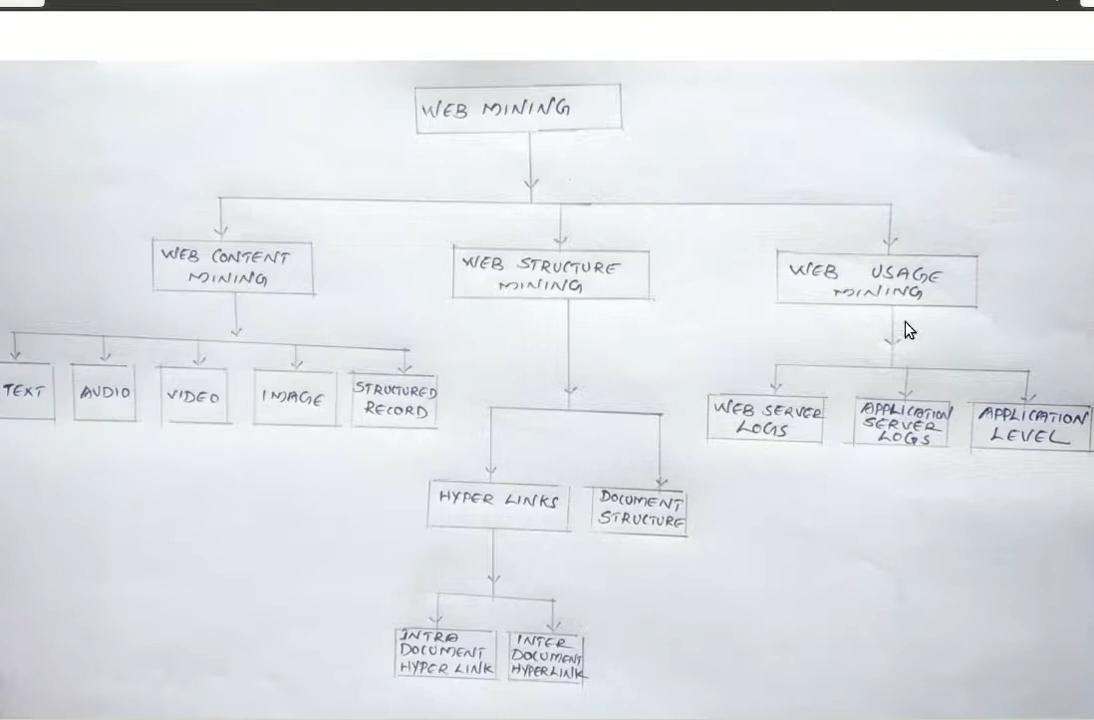 WEB MINING
WEB CONTENT
MINING
WEB STRUCTURE
MINING
WEB USAGE
MINING
TEXT
AUDIO
VIDEO
IMAGE
STRUCTURED
RECORD
WEB SERVER
LOGS
APPLICATION
SERVER
LOGS
APPLICATION
LEVEL
HYPER LINKS
DOCUMENT
STRUCTURE
INTRA
DOCUMENT
HYPER LINK
INTER
DOCUMENT
HYPERLINK